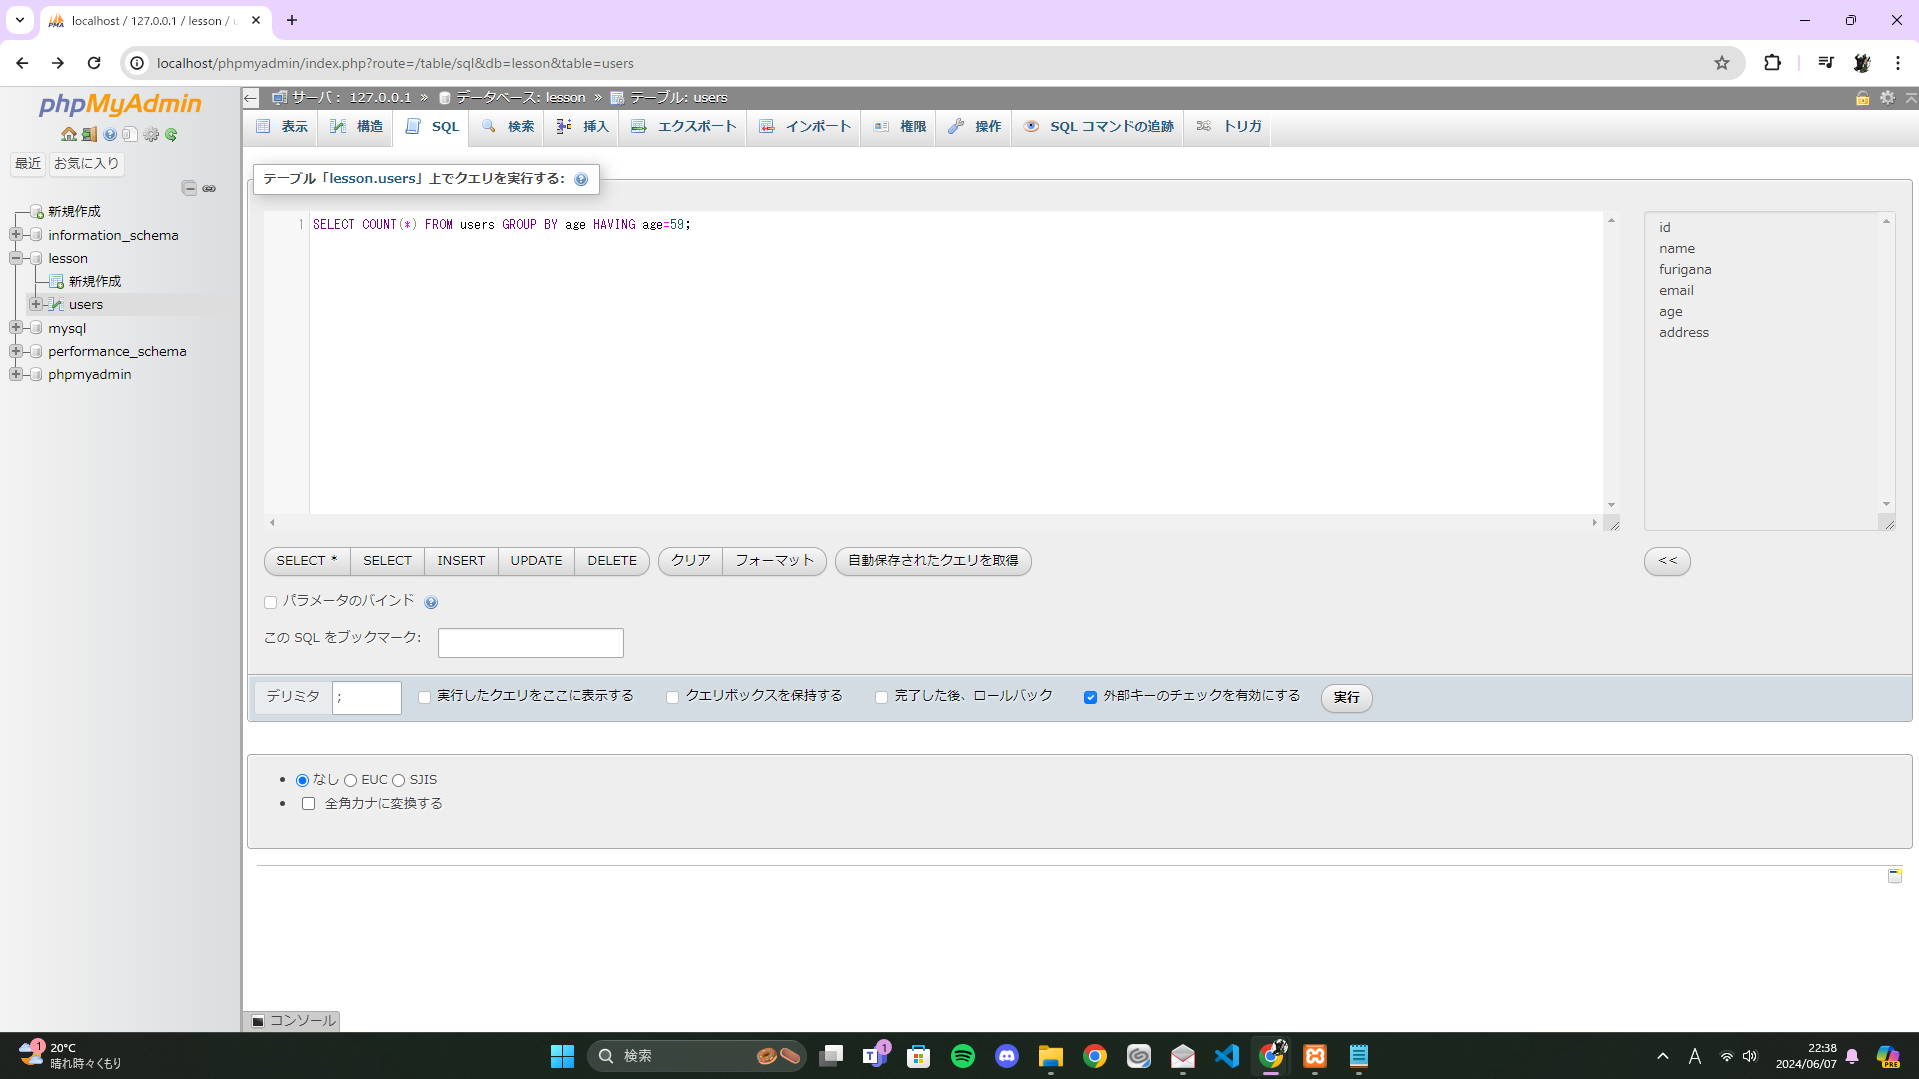 localhost / 127.0.0.1 / lesson / u
localhost/phpmyadmin/index.php?route=/table/sql&db=lesson&table=users
phpMyAdmin
最近 お気に入り
新規作成
information_schema
lesson
新規作成
users
mysql
performance_schema
phpmyadmin
サーバ： 127.0.0.1 » データベース: lesson » テーブル: users
表示 構造 SQL 検索 挿入 エクスポート インポート 権限 操作 SQL コマンドの追跡 トリガ
テーブル「lesson.users」上でクエリを実行する:
1 SELECT COUNT(*) FROM users GROUP BY age HAVING age=59;
id
name
furigana
email
age
address
SELECT * SELECT INSERT UPDATE DELETE クリア フォーマット 自動保存されたクエリを取得 <<
パラメータのバインド
この SQL をブックマーク:
デリミタ ; 実行したクエリをここに表示する クエリボックスを保持する 完了した後、ロールバック 外部キーのチェックを有効にする 実行
なし EUC SJIS
全角カナに変換する
コンソール
1 20°C
晴れ時々くもり
検索
1
A
22:38
2024/06/07
PRE